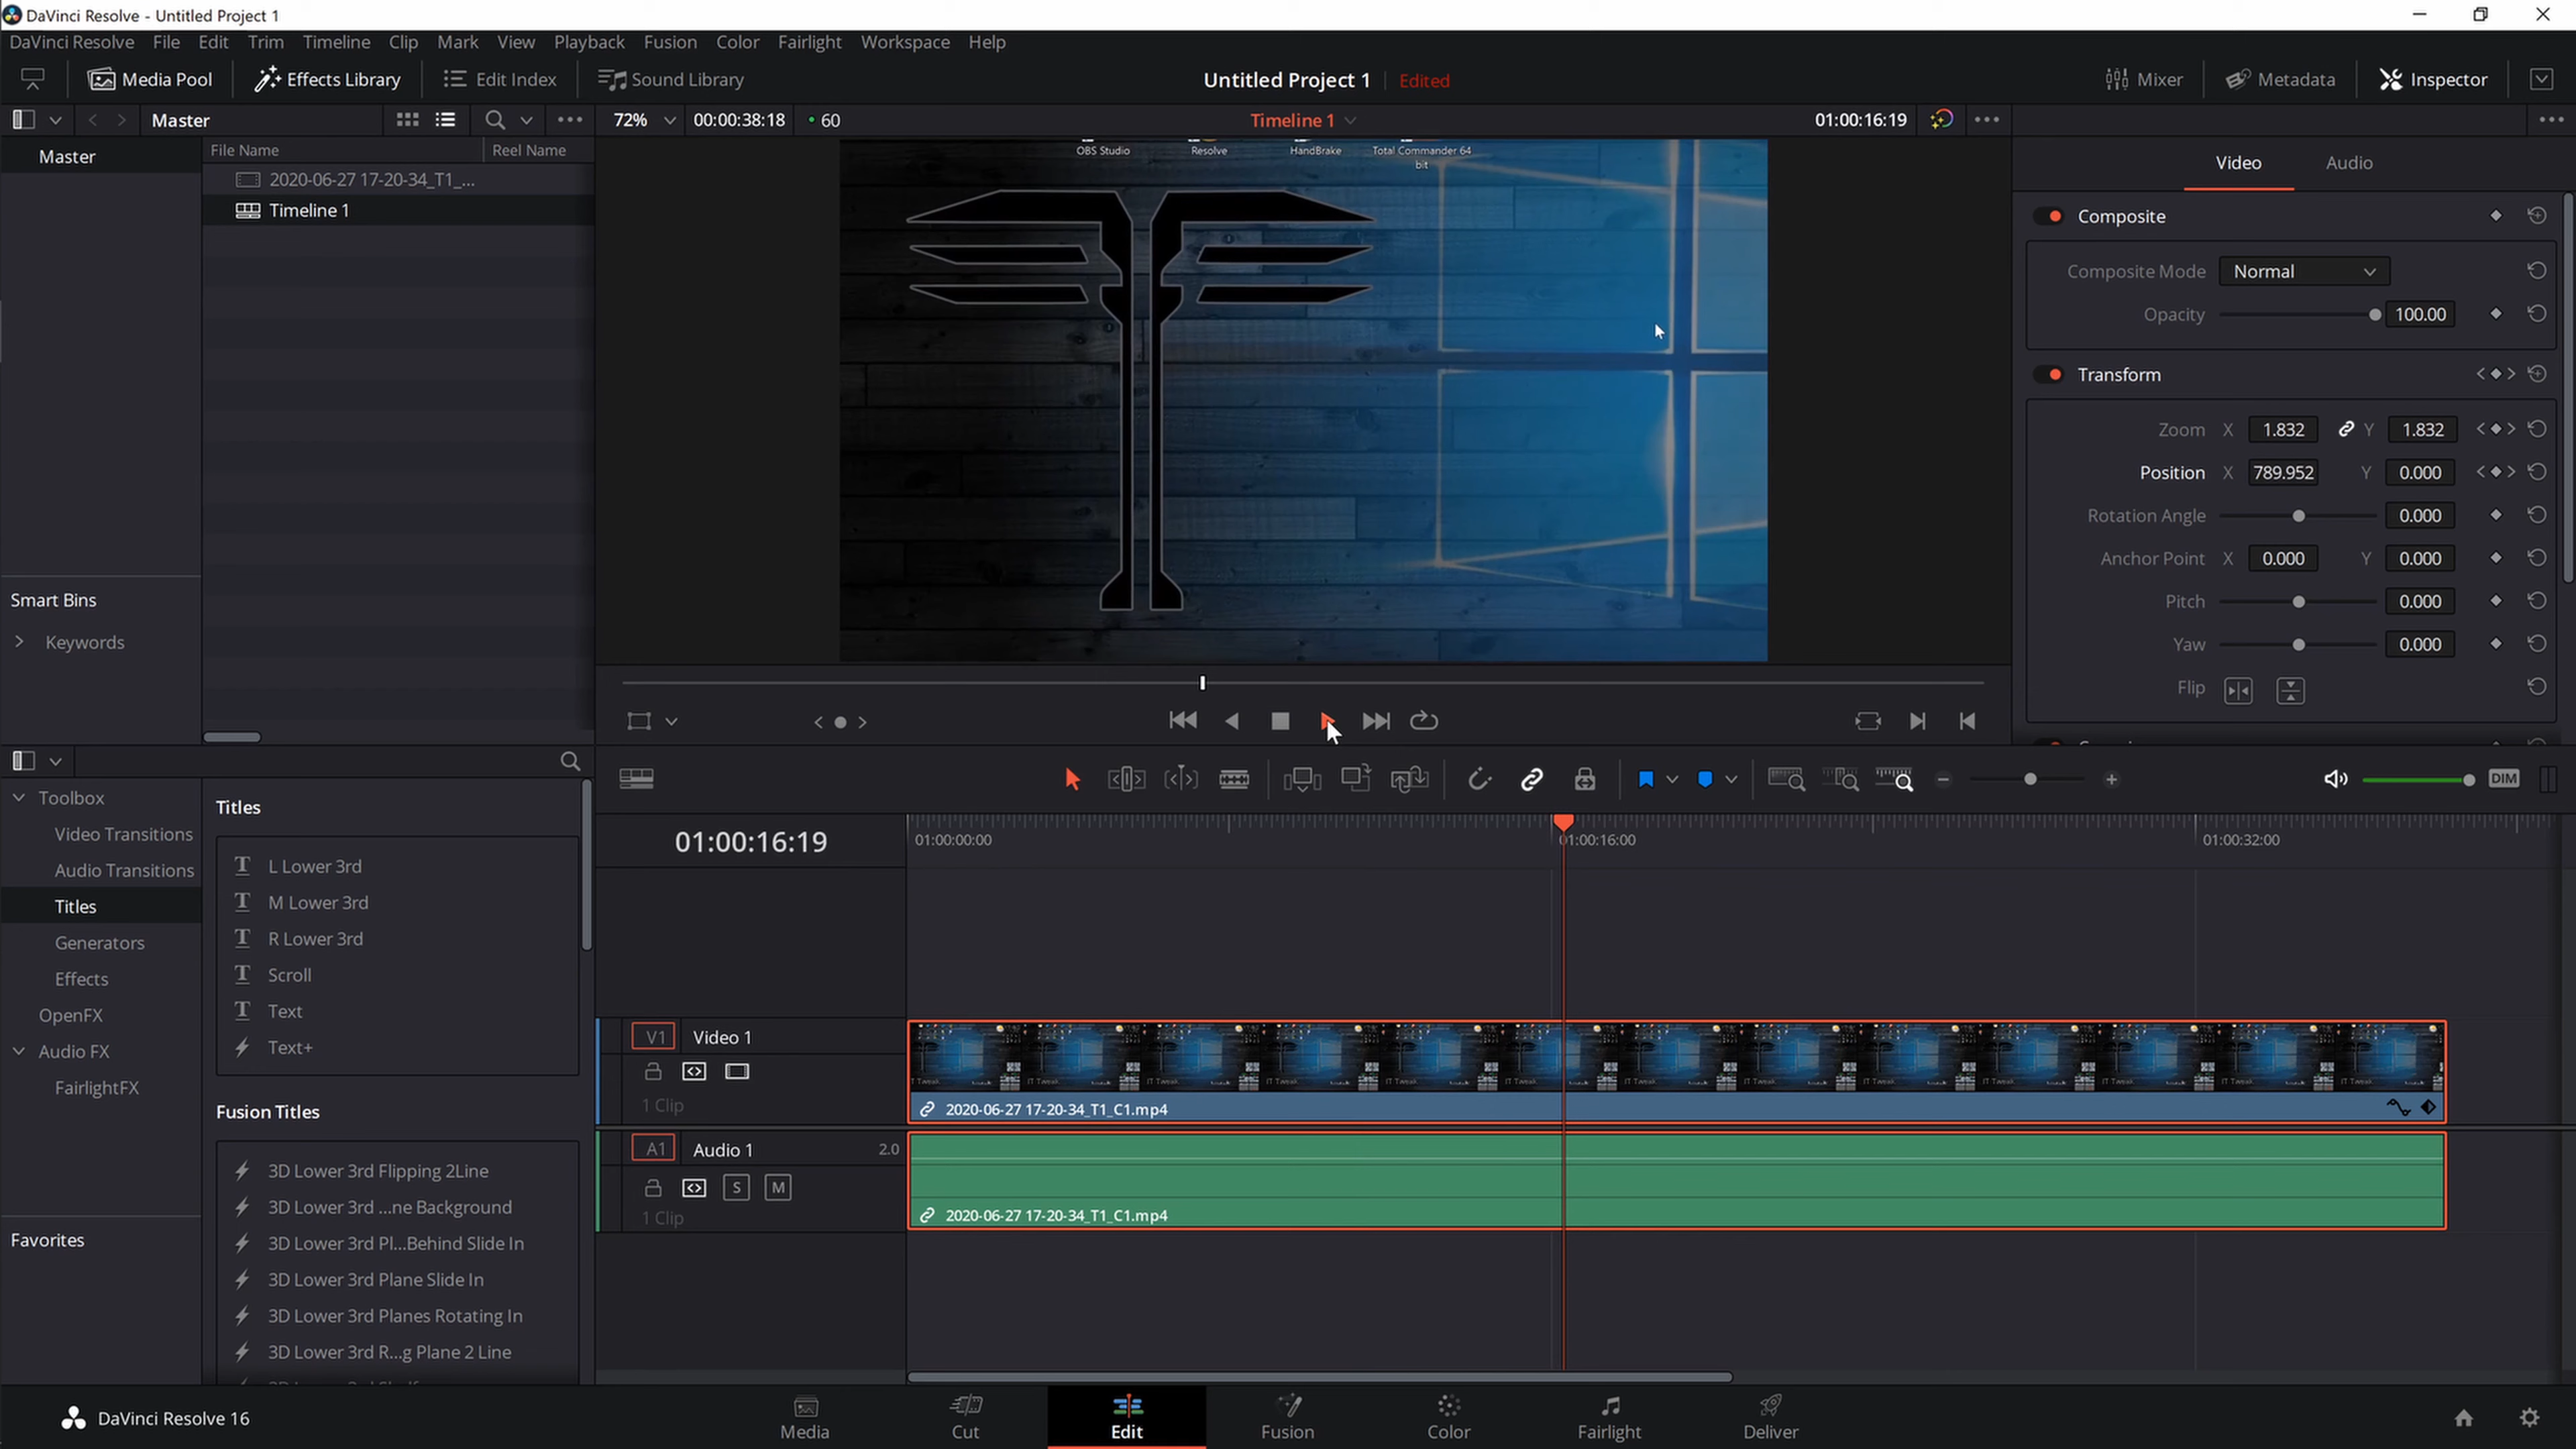 DaVinci Resolve - Untitled Project 1
DaVinci Resolve File Edit Trim Timeline Clip Mark View Playback Fusion Color Fairlight Workspace Help
Media Pool Effects Library Edit Index Sound Library Untitled Project 1 Edited Mixer Metadata Inspector
Master 72% 00:00:38:18 60 Timeline 1 01:00:16:19
Master
File Name Reel Name
2020-06-27 17-20-34_T1_...
Timeline 1
Smart Bins
Keywords
OBS Studio Resolve HandBrake Total Commander 64
bit
Video Audio
Composite
Composite Mode Normal
Opacity 100.00
Transform
Zoom X 1.832 Y 1.832
Position X 789.952 Y 0.000
Rotation Angle 0.000
Anchor Point X 0.000 Y 0.000
Pitch 0.000
Yaw 0.000
Flip
Toolbox
Video Transitions
Audio Transitions
Titles
Generators
Effects
OpenFX
Audio FX
FairlightFX
Favorites
Titles
L Lower 3rd
M Lower 3rd
R Lower 3rd
Scroll
Text
Text+
Fusion Titles
3D Lower 3rd Flipping 2Line
3D Lower 3rd ...ne Background
3D Lower 3rd Pl...Behind Slide In
3D Lower 3rd Plane Slide In
3D Lower 3rd Planes Rotating In
3D Lower 3rd R...g Plane 2 Line
DIM
01:00:16:19
01:00:00:00 01:00:16:00 01:00:32:00
V1 Video 1
1 Clip
IT Tweak
2020-06-27 17-20-34_T1_C1.mp4
A1 Audio 1 2.0
S M
1 Clip
2020-06-27 17-20-34_T1_C1.mp4
DaVinci Resolve 16
Media Cut Edit Fusion Color Fairlight Deliver